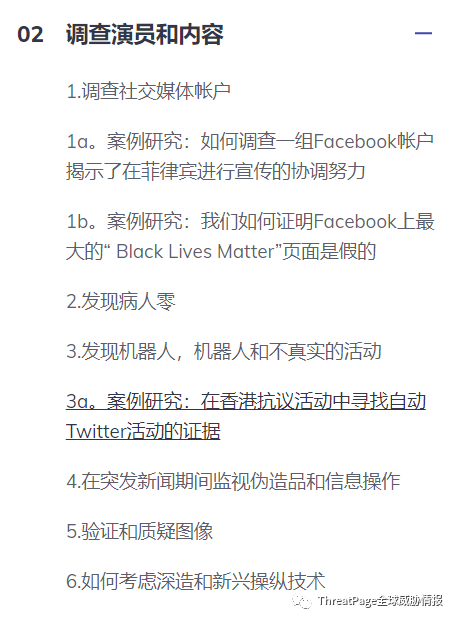 02 调查演员和内容
1.调查社交媒体帐户
1a。案例研究：如何调查一组Facebook帐户
揭示了在菲律宾进行宣传的协调努力
1b。案例研究：我们如何证明Facebook上最
大的“ Black Lives Matter”页面是假的
2.发现病人零
3.发现机器人，机器人和不真实的活动
3a。案例研究：在香港抗议活动中寻找自动
Twitter活动的证据
4.在突发新闻期间监视伪造品和信息操作
5.验证和质疑图像
6.如何考虑深造和新兴操纵技术
ThreatPage全球威胁情报